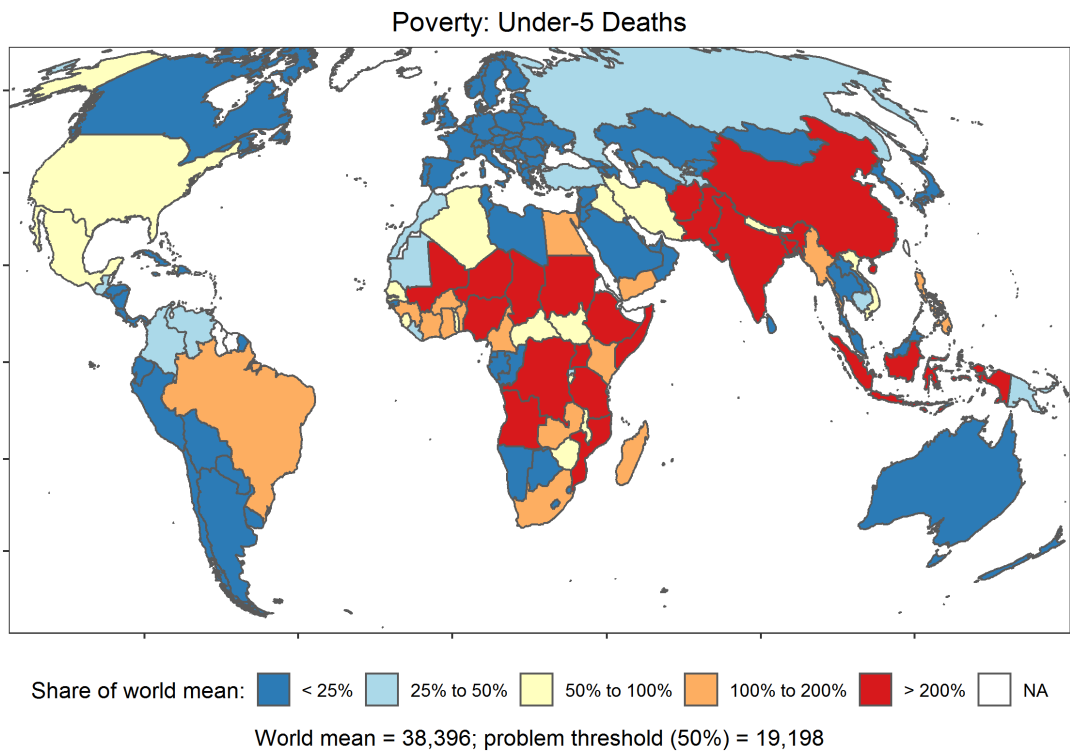 Poverty: Under-5 Deaths
Share of world mean: < 25% 25% to 50% 50% to 100% 100% to 200% > 200% NA
World mean = 38,396; problem threshold (50%) = 19,198